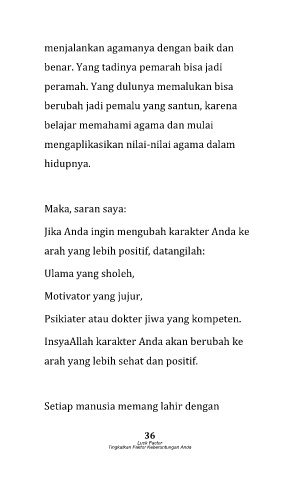 menjalankan agamanya dengan baik dan
benar. Yang tadinya pemarah bisa jadi
peramah. Yang dulunya memalukan bisa
berubah jadi pemalu yang santun, karena
belajar memahami agama dan mulai
mengaplikasikan nilai-nilai agama dalam
hidupnya.
Maka, saran saya:
Jika Anda ingin mengubah karakter Anda ke
arah yang lebih positif, datangilah:
Ulama yang sholeh,
Motivator yang jujur,
Psikiater atau dokter jiwa yang kompeten.
InsyaAllah karakter Anda akan berubah ke
arah yang lebih sehat dan positif.
Setiap manusia memang lahir dengan
36
Luck Factor
Tingkatkan Faktor Keberuntungan Anda